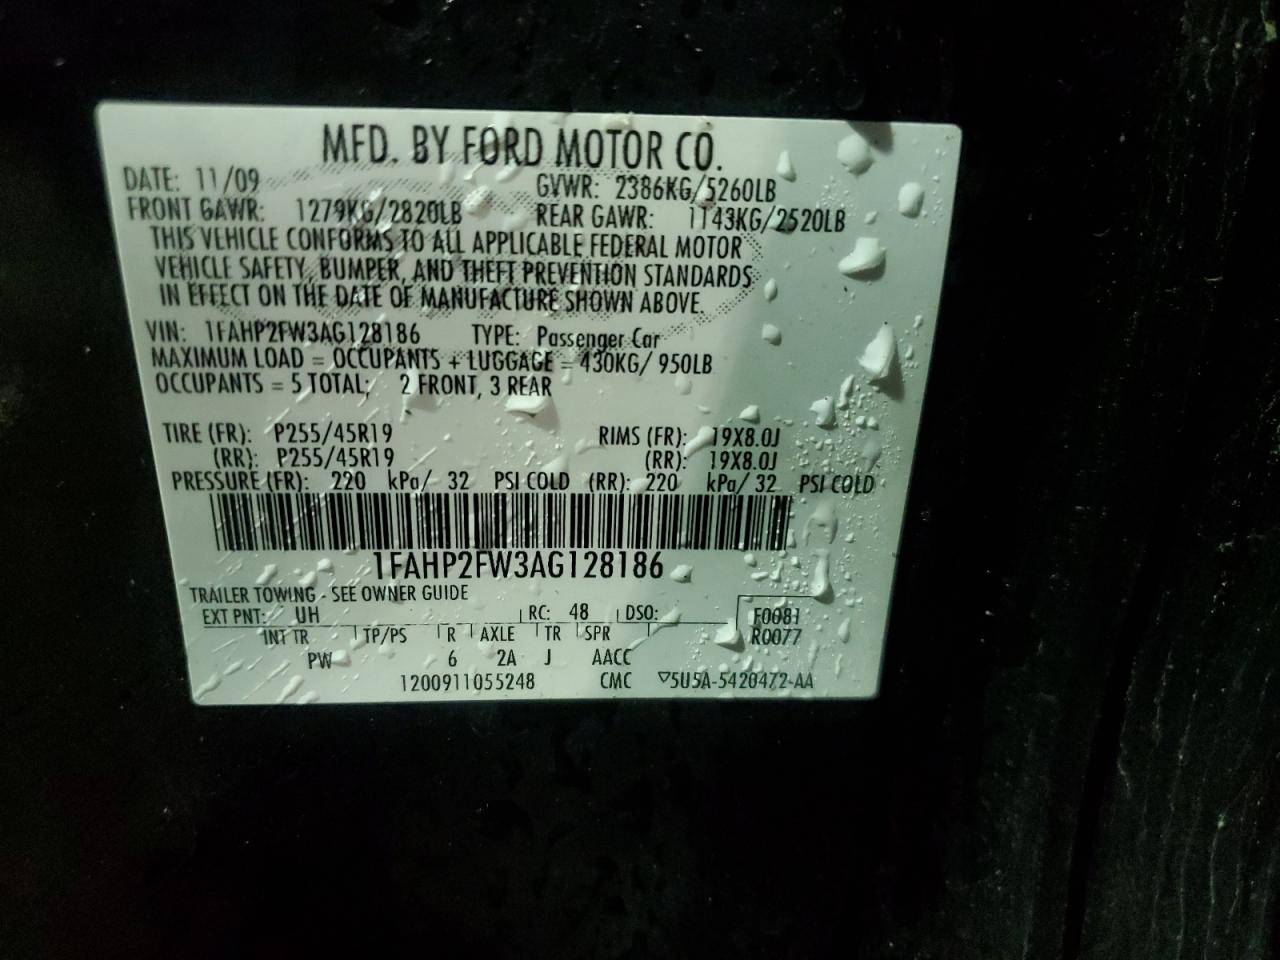 MFD. BY FORD MOTOR CO.
DATE: 11/09 GVWR: 2386KG/5260LB
FRONT GAWR: 1279KG/2820LB REAR GAWR: 1143KG/2520LB
THIS VEHICLE CONFORMS TO ALL APPLICABLE FEDERAL MOTOR
VEHICLE SAFETY, BUMPER, AND THEFT PREVENTION STANDARDS
IN EFFECT ON THE DATE OF MANUFACTURE SHOWN ABOVE.
VIN: 1FAHP2FW3AG128186 TYPE: Passenger Car
MAXIMUM LOAD = OCCUPANTS + LUGGAGE = 430KG/ 950LB
OCCUPANTS = 5 TOTAL; 2 FRONT, 3 REAR
TIRE (FR): P255/45R19 RIMS (FR): 19X8.0J
(RR): P255/45R19 (RR): 19X8.0J
PRESSURE (FR): 220 kPa/ 32 PSI COLD (RR): 220 kPa/ 32 PSI COLD
1FAHP2FW3AG128186
TRAILER TOWING - SEE OWNER GUIDE
EXT PNT: UH RC: 48 DSO: F0081
INT TR TP/PS R AXLE TR SPR R0077
PW 6 2A J AACC
1200911055248 CMC ▽5U5A-5420472-AA